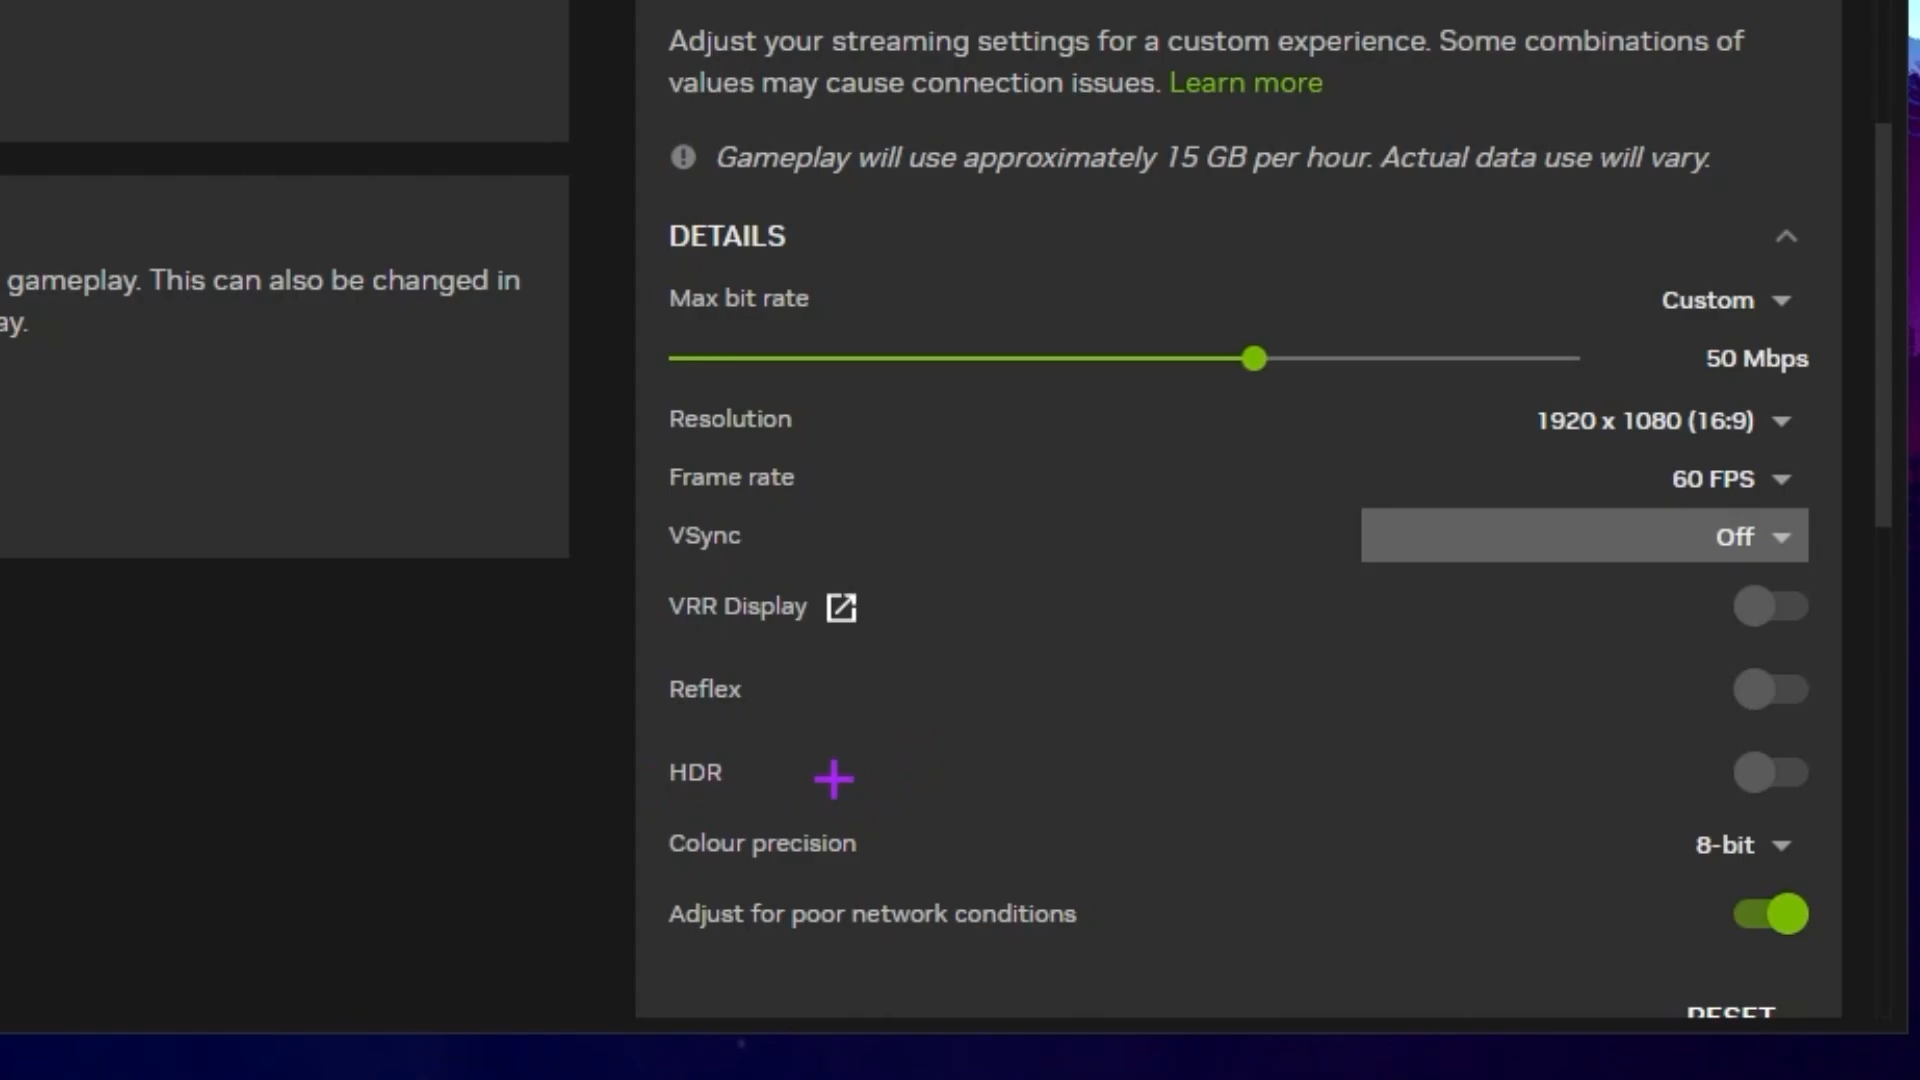 Adjust your streaming settings for a custom experience. Some combinations of
values may cause connection issues. Learn more
Gameplay will use approximately 15 GB per hour. Actual data use will vary.
gameplay. This can also be changed in
ay.
DETAILS
Max bit rate Custom
50 Mbps
Resolution 1920 x 1080 (16:9)
Frame rate 60 FPS
VSync Off
VRR Display
Reflex
HDR
Colour precision 8-bit
Adjust for poor network conditions
RESET